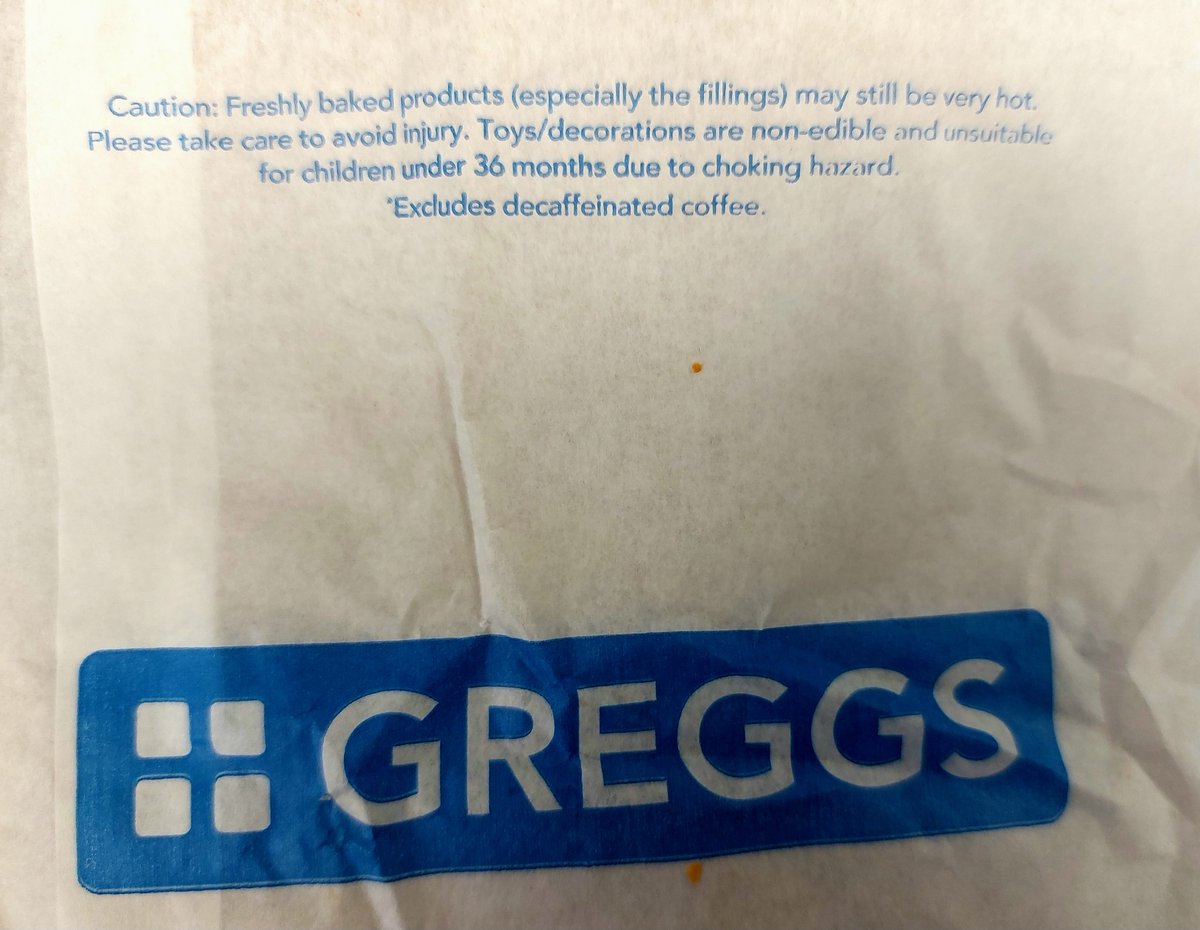 Caution: Freshly baked products (especially the fillings) may still be very hot.
Please take care to avoid injury. Toys/decorations are non-edible and unsuitable
for children under 36 months due to choking hazard.
*Excludes decaffeinated coffee.
GREGGS